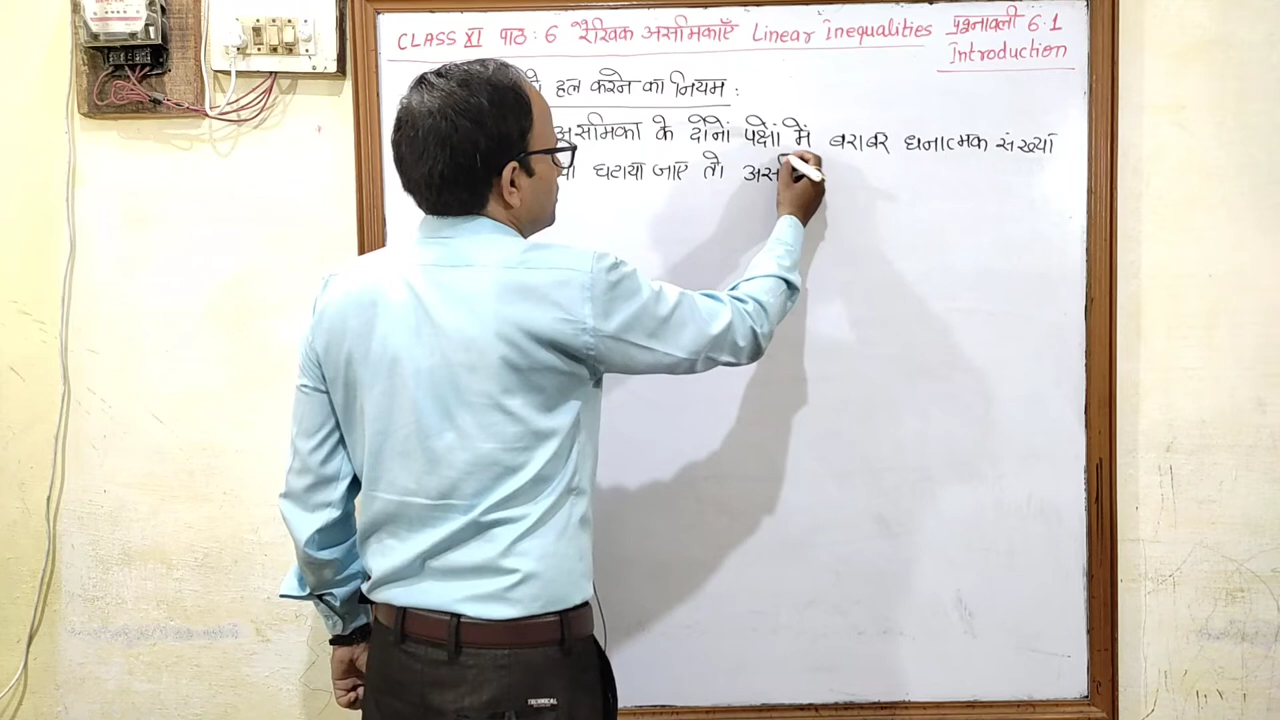 CLASS XI पाठ : 6 रैखिक असमिकाएँ Linear Inequalities प्रश्नावली 6.1
Introduction
हल करने का नियम :
असमिका के दोनों पक्षों में बराबर धनात्मक संख्या
घटाया जाए तो
TECHNICAL